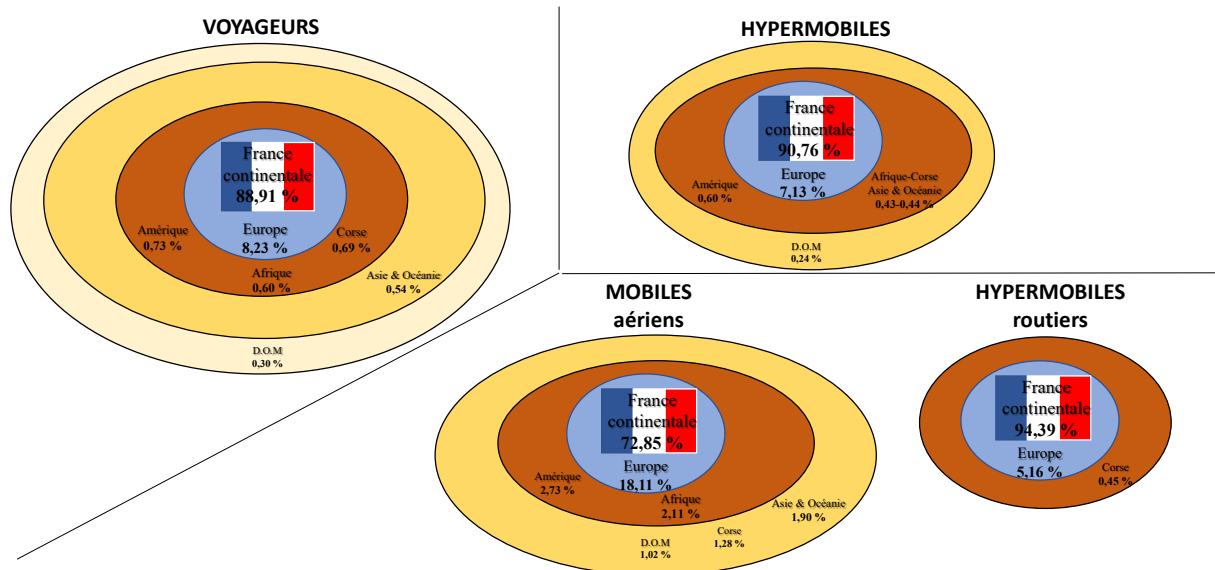 VOYAGEURS
France
continentale
88,91 %
Europe
8,23 %
Amérique
0,73 %
Corse
0,69 %
Afrique
0,60 %
Asie & Océanie
0,54 %
D.O.M
0,30 %
HYPERMOBILES
France
continentale
90,76 %
Europe
7,13 %
Amérique
0,60 %
Afrique-Corse
Asie & Océanie
0,43-0,44 %
D.O.M
0,24 %
MOBILES
aériens
France
continentale
72,85 %
Europe
18,11 %
Amérique
2,73 %
Afrique
2,11 %
Asie & Océanie
1,90 %
Corse
1,28 %
D.O.M
1,02 %
HYPERMOBILES
routiers
France
continentale
94,39 %
Europe
5,16 %
Corse
0,45 %